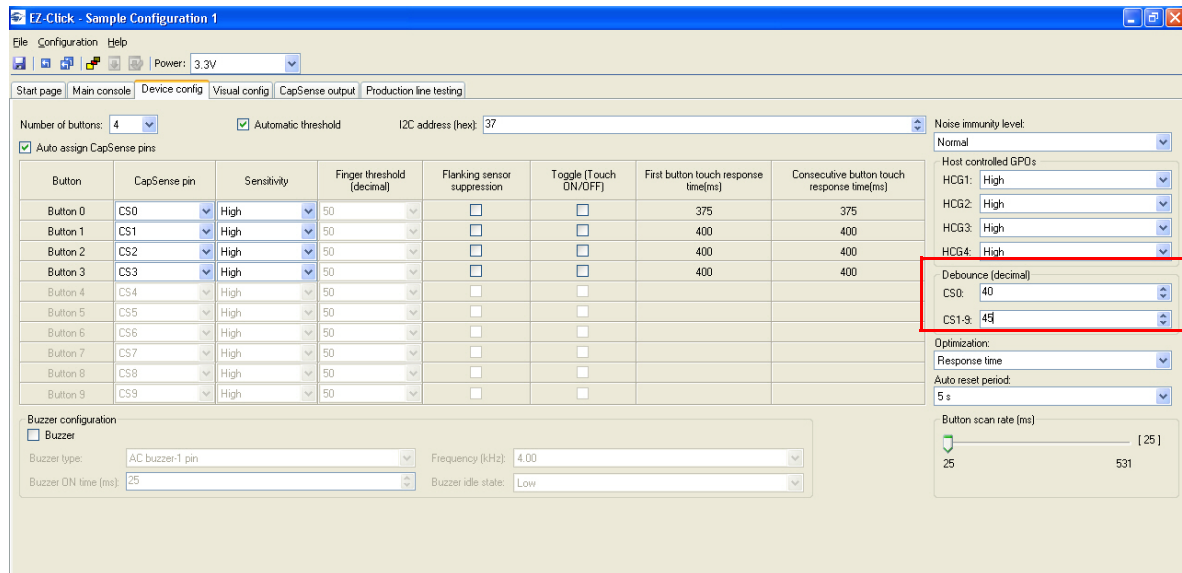 EZ-Click - Sample Configuration 1
File Configuration Help
Power: 3.3V
Start page Main console Device config Visual config CapSense output Production line testing
Number of buttons: 4 Automatic threshold I2C address (hex): 37
Auto assign CapSense pins
Button CapSense pin Sensitivity Finger threshold (decimal) Flanking sensor suppression Toggle (Touch ON/OFF) First button touch response time(ms) Consecutive button touch response time(ms)
Button 0 CS0 High 50 375 375
Button 1 CS1 High 50 400 400
Button 2 CS2 High 50 400 400
Button 3 CS3 High 50 400 400
Button 4 CS4 High 50
Button 5 CS5 High 50
Button 6 CS6 High 50
Button 7 CS7 High 50
Button 8 CS8 High 50
Button 9 CS9 High 50
Buzzer configuration
Buzzer
Buzzer type: AC buzzer-1 pin Frequency (kHz): 4.00
Buzzer ON time (ms): 25 Buzzer idle state: Low
Noise immunity level:
Normal
Host controlled GPOs
HCG1: High
HCG2: High
HCG3: High
HCG4: High
Debounce (decimal)
CS0: 40
CS1-9: 45
Optimization:
Response time
Auto reset period:
5 s
Button scan rate (ms)
[ 25 ]
25 531